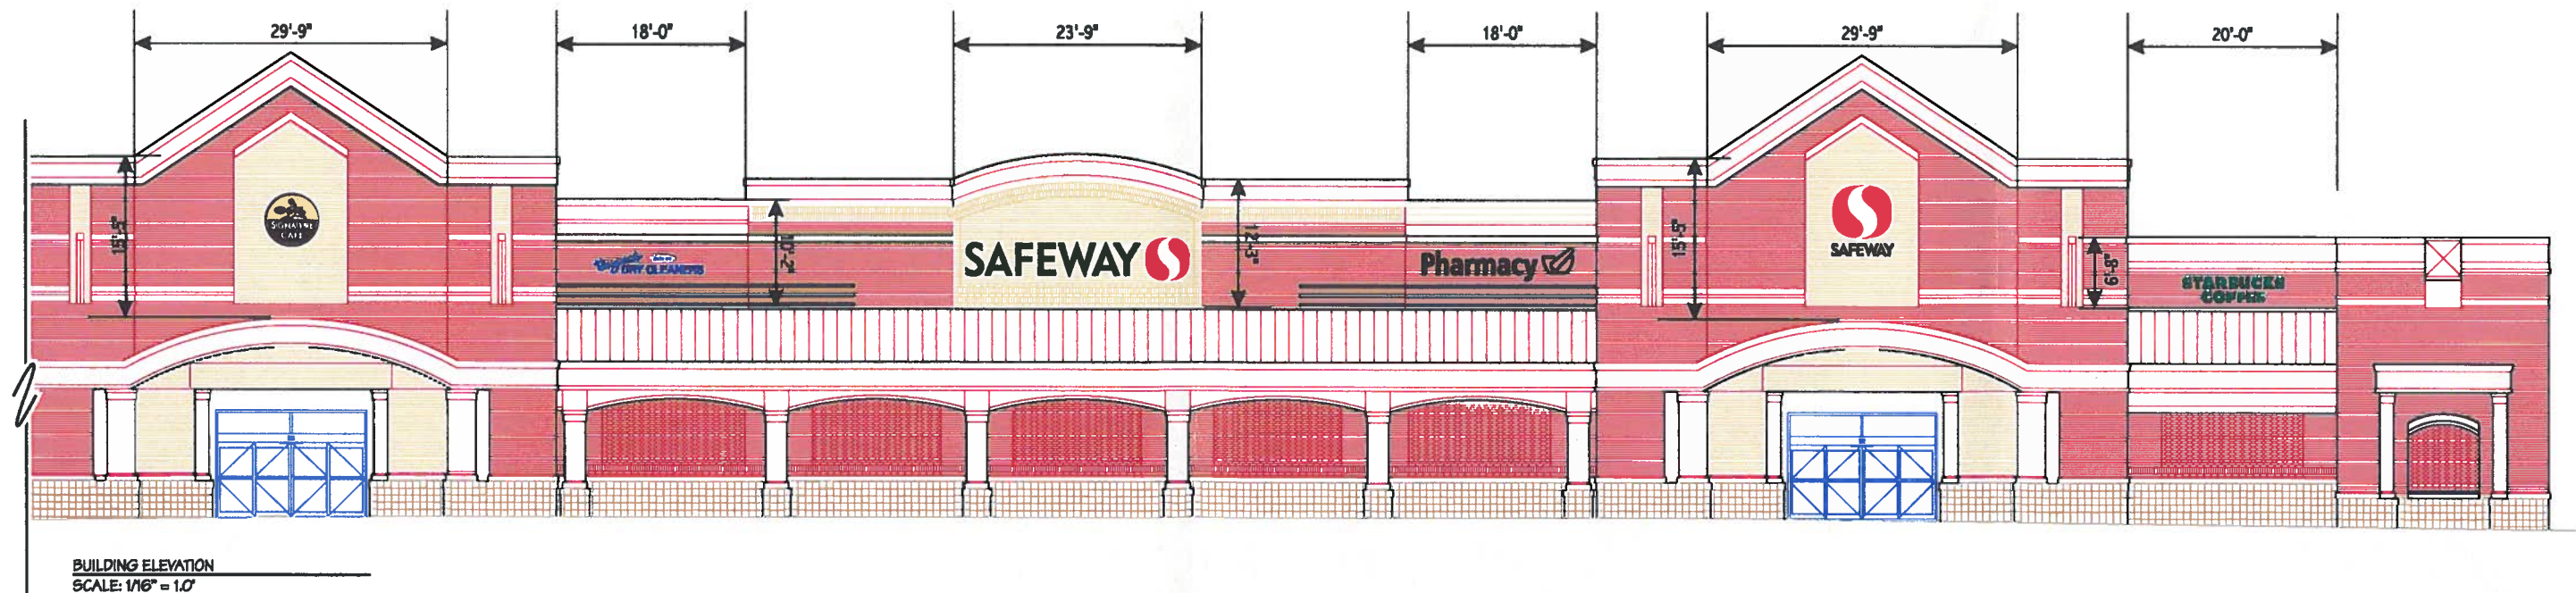 29'-9"
18'-0"
23'-9"
18'-0"
29'-9"
20'-0"
15'-5"
SIGNATURE
CAFE
DRY CLEANERS
10'-2"
SAFEWAY
12'-3"
Pharmacy
15'-5"
SAFEWAY
6'-8"
STARBUCKS
COFFEE
BUILDING ELEVATION
SCALE: 1/16" = 1.0'